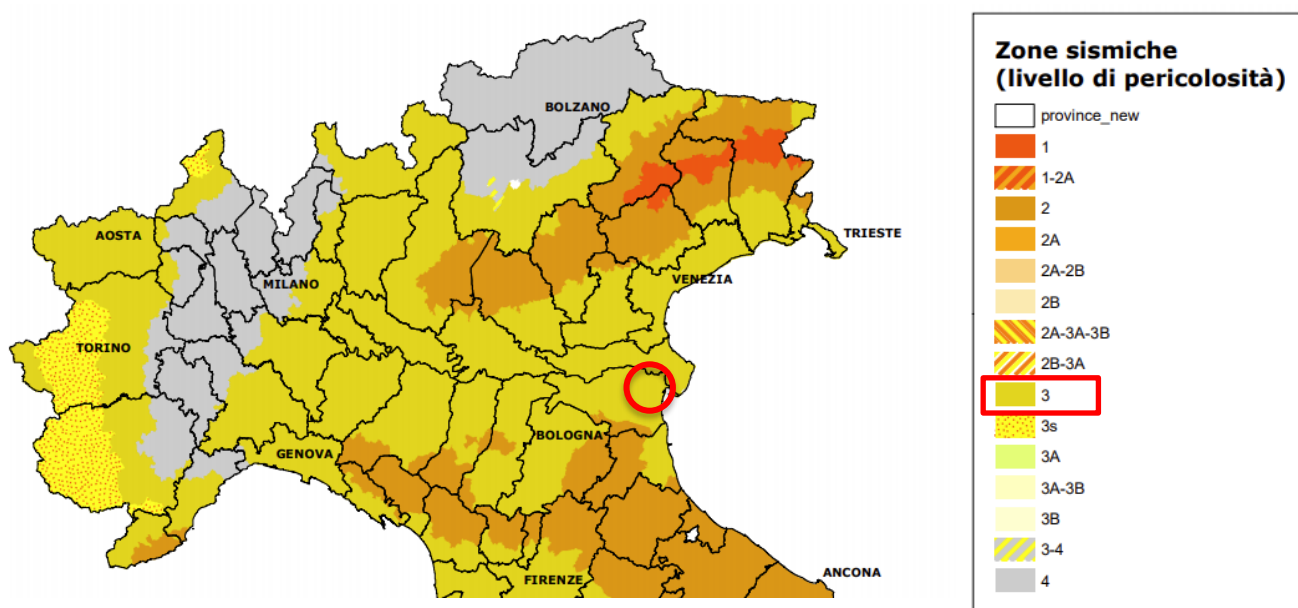 BOLZANO
AOSTA
TRIESTE
MILANO
VENEZIA
TORINO
BOLOGNA
GENOVA
FIRENZE
ANCONA
Zone sismiche
(livello di pericolosità)
province_new
1
1-2A
2
2A
2A-2B
2B
2A-3A-3B
2B-3A
3
3s
3A
3A-3B
3B
3-4
4